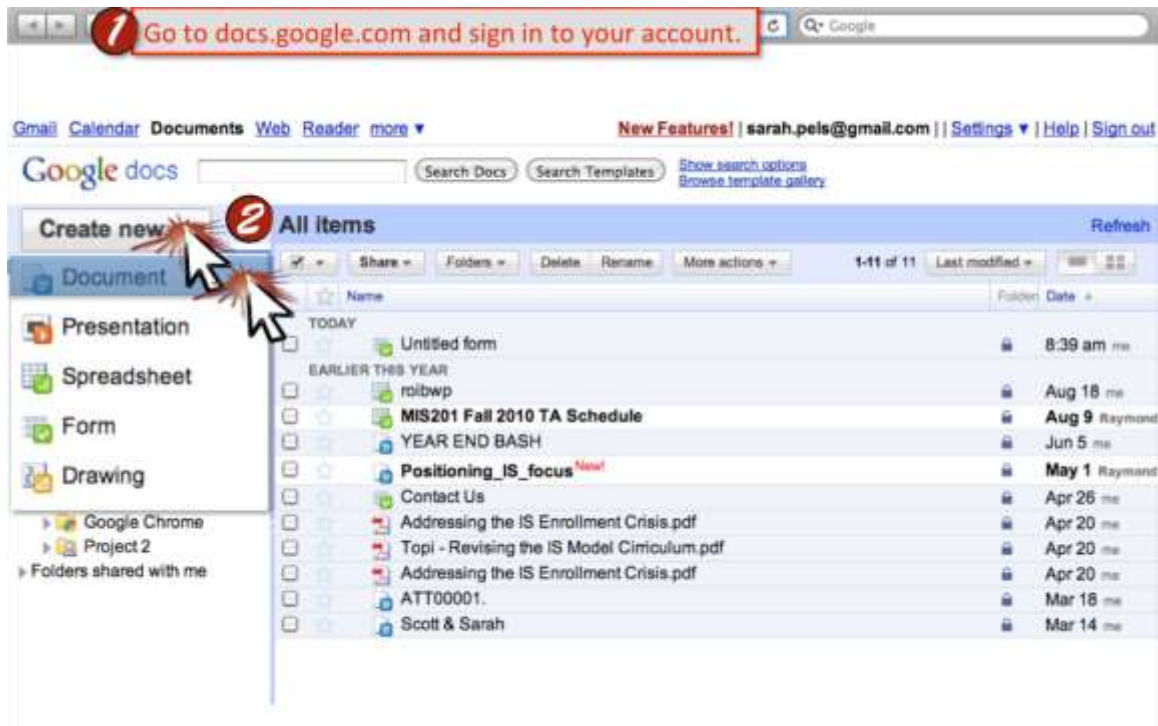 1 Go to docs.google.com and sign in to your account.
Google
Gmail Calendar Documents Web Reader more ▼ New Features! | sarah.pels@gmail.com | | Settings ▼ | Help | Sign out
Google docs Search Docs Search Templates Show search options
Browse template gallery
Create new 2 All items Refresh
Share Folders Delete Rename More actions 1-11 of 11 Last modified
Document
Name Folder Date
Presentation
TODAY
Untitled form 8:39 am me
Spreadsheet
EARLIER THIS YEAR
roibwp Aug 18 me
MIS201 Fall 2010 TA Schedule Aug 9 Raymond
Form
YEAR END BASH Jun 5 me
Drawing
Positioning_IS_focus New! May 1 Raymond
Contact Us Apr 26 me
Google Chrome Addressing the IS Enrollment Crisis.pdf Apr 20 me
Project 2 Topi - Revising the IS Model Cirriculum.pdf Apr 20 me
Folders shared with me Addressing the IS Enrollment Crisis.pdf Apr 20 me
ATT00001. Mar 18 me
Scott & Sarah Mar 14 me